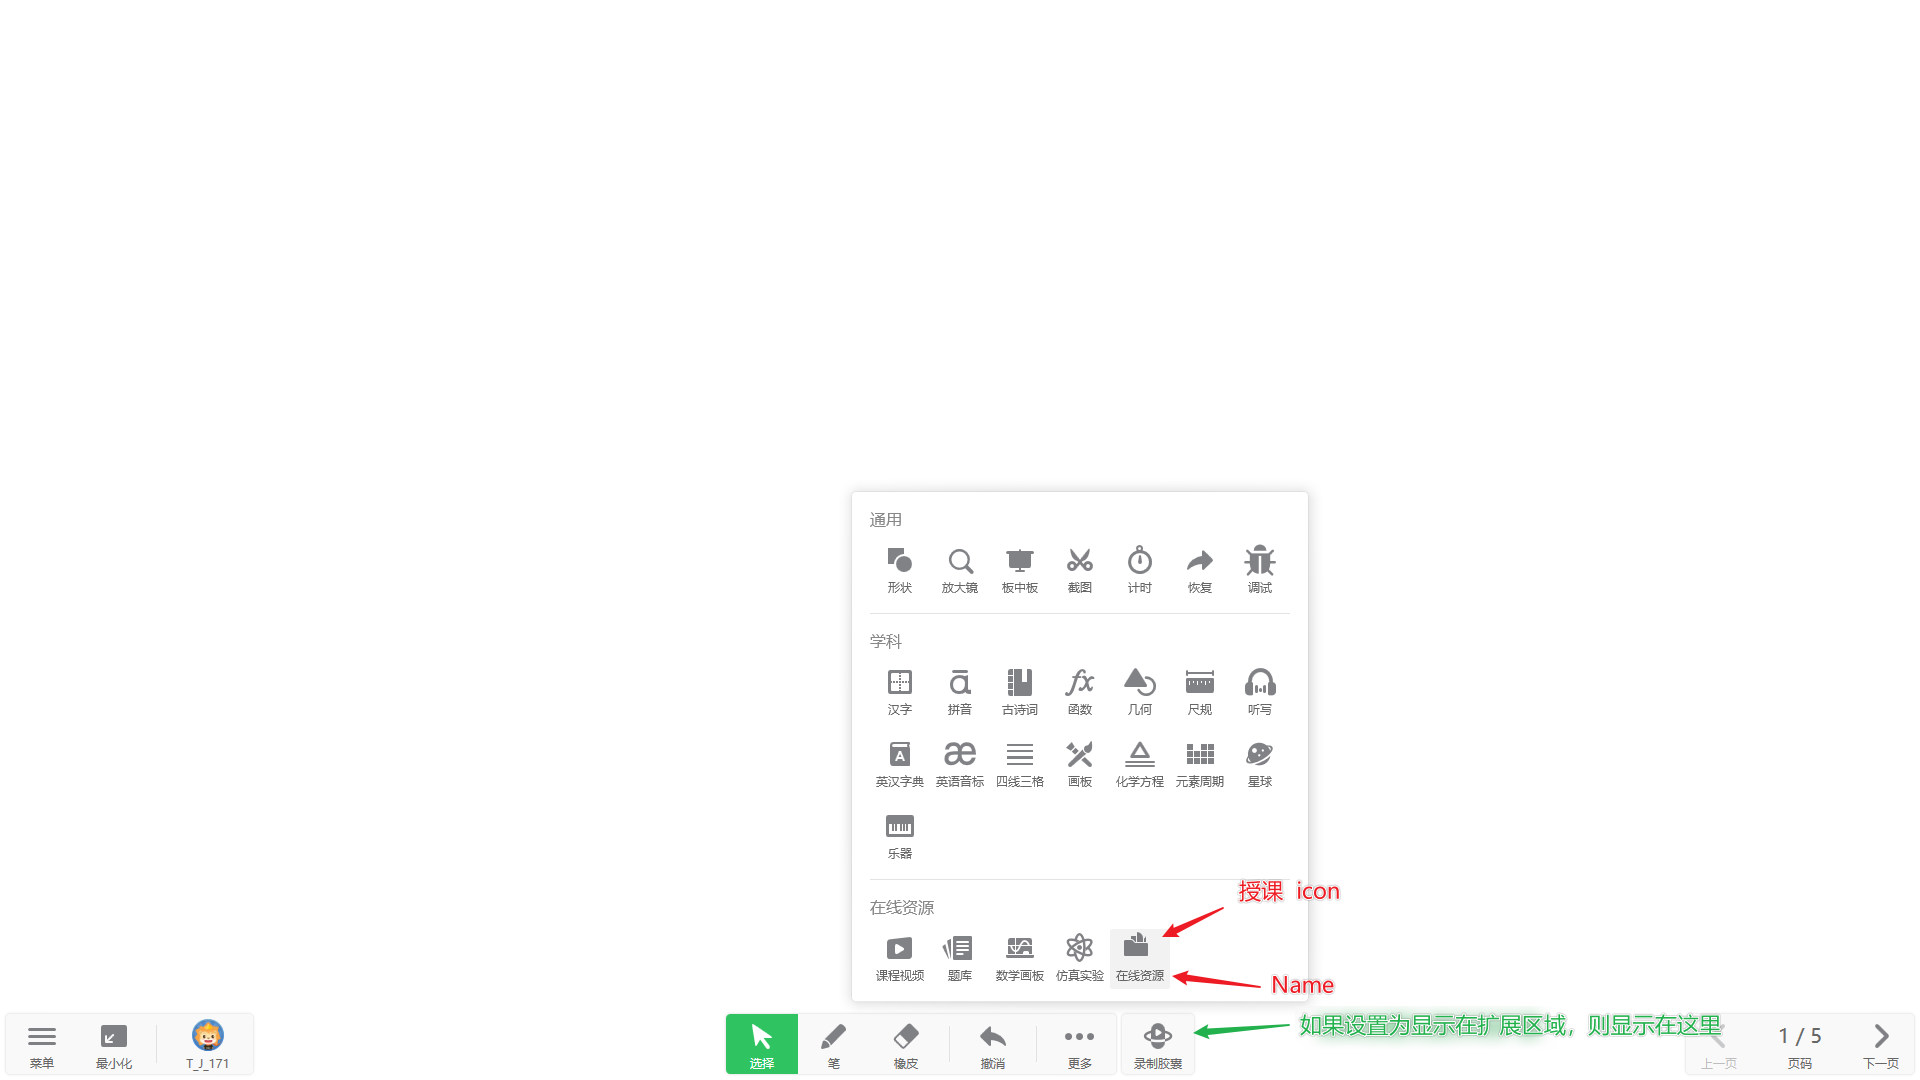 通用
形状 放大镜 板中板 截图 计时 恢复 调试
学科
汉字 拼音 古诗词 函数 几何 尺规 听写
英汉字典 英语音标 四线三格 画板 化学方程 元素周期 星球
乐器
授课 icon
在线资源
课程视频 题库 数学画板 仿真实验 在线资源
Name
如果设置为显示在扩展区域，则显示在这里
1 / 5
菜单 最小化 T_J_171 选择 笔 橡皮 撤消 更多 录制胶囊 上一页 页码 下一页